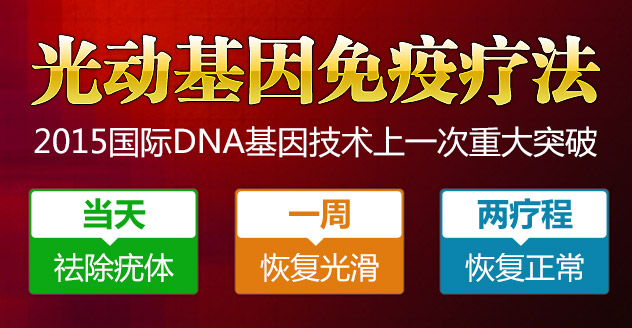 光动基因免疫疗法
2015国际DNA基因技术上一次重大突破
当天
祛除疣体
一周
恢复光滑
两疗程
恢复正常